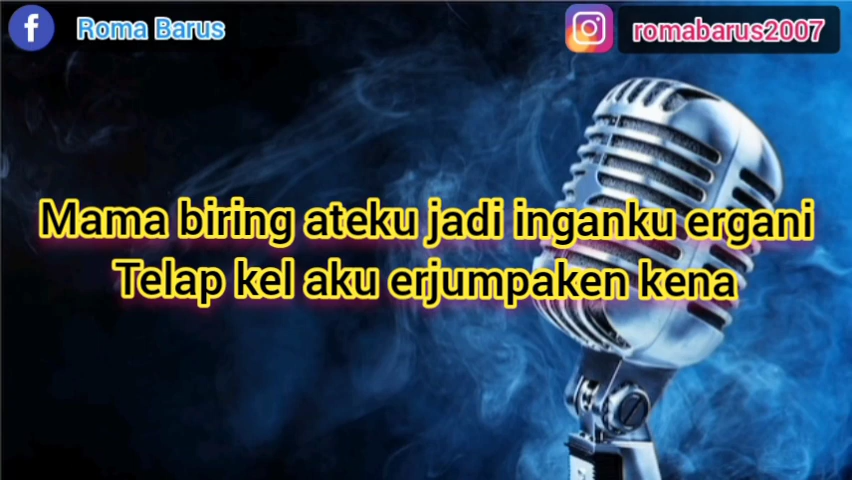 Roma Barus
romabarus2007
Mama biring ateku jadi inganku ergani
Telap kel aku erjumpaken kena